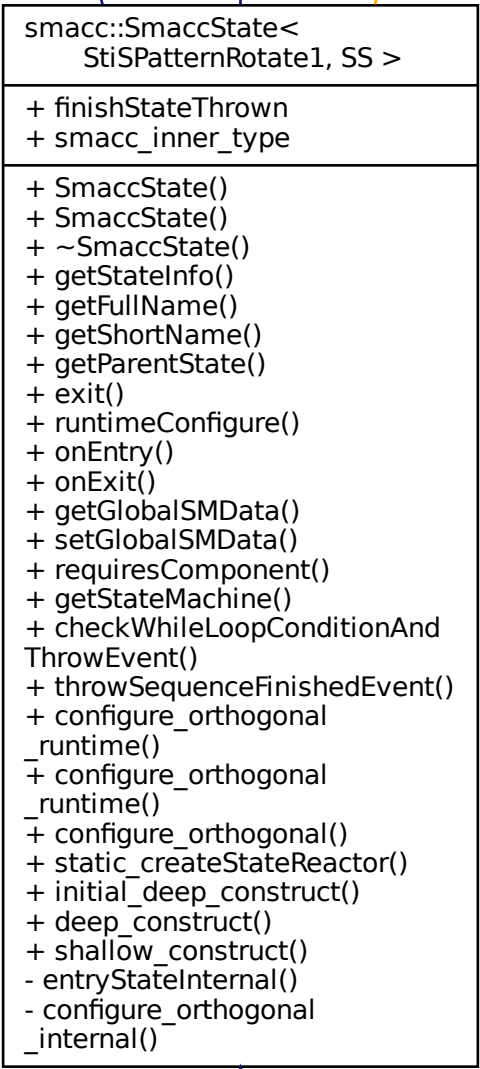 smacc::SmaccState<
StiSPatternRotate1, SS >
+ finishStateThrown
+ smacc_inner_type
+ SmaccState()
+ SmaccState()
+ ~SmaccState()
+ getStateInfo()
+ getFullName()
+ getShortName()
+ getParentState()
+ exit()
+ runtimeConfigure()
+ onEntry()
+ onExit()
+ getGlobalSMData()
+ setGlobalSMData()
+ requiresComponent()
+ getStateMachine()
+ checkWhileLoopConditionAnd
ThrowEvent()
+ throwSequenceFinishedEvent()
+ configure_orthogonal
_runtime()
+ configure_orthogonal
_runtime()
+ configure_orthogonal()
+ static_createStateReactor()
+ initial_deep_construct()
+ deep_construct()
+ shallow_construct()
- entryStateInternal()
- configure_orthogonal
_internal()